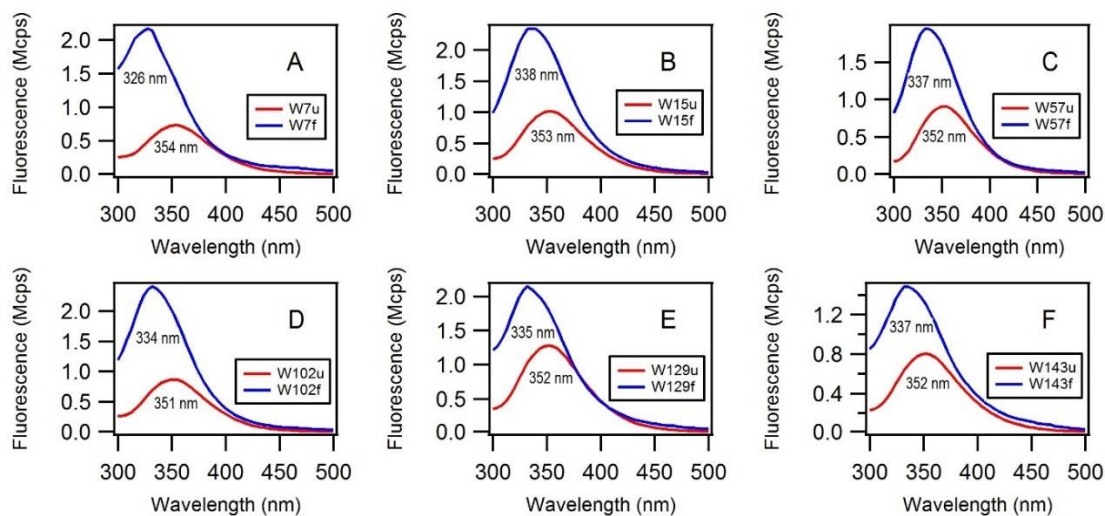 Fluorescence (Mcps)
2.0
1.5
1.0
0.5
0.0
A
326 nm
W7u
W7f
354 nm
300 350 400 450 500
Wavelength (nm)
Fluorescence (Mcps)
2.0
1.5
1.0
0.5
0.0
B
338 nm
W15u
W15f
353 nm
300 350 400 450 500
Wavelength (nm)
Fluorescence (Mcps)
1.5
1.0
0.5
0.0
C
337 nm
W57u
W57f
352 nm
300 350 400 450 500
Wavelength (nm)
Fluorescence (Mcps)
2.0
1.5
1.0
0.5
0.0
D
334 nm
W102u
W102f
351 nm
300 350 400 450 500
Wavelength (nm)
Fluorescence (Mcps)
2.0
1.5
1.0
0.5
0.0
E
335 nm
W129u
W129f
352 nm
300 350 400 450 500
Wavelength (nm)
Fluorescence (Mcps)
1.2
0.8
0.4
0.0
F
337 nm
W143u
W143f
352 nm
300 350 400 450 500
Wavelength (nm)